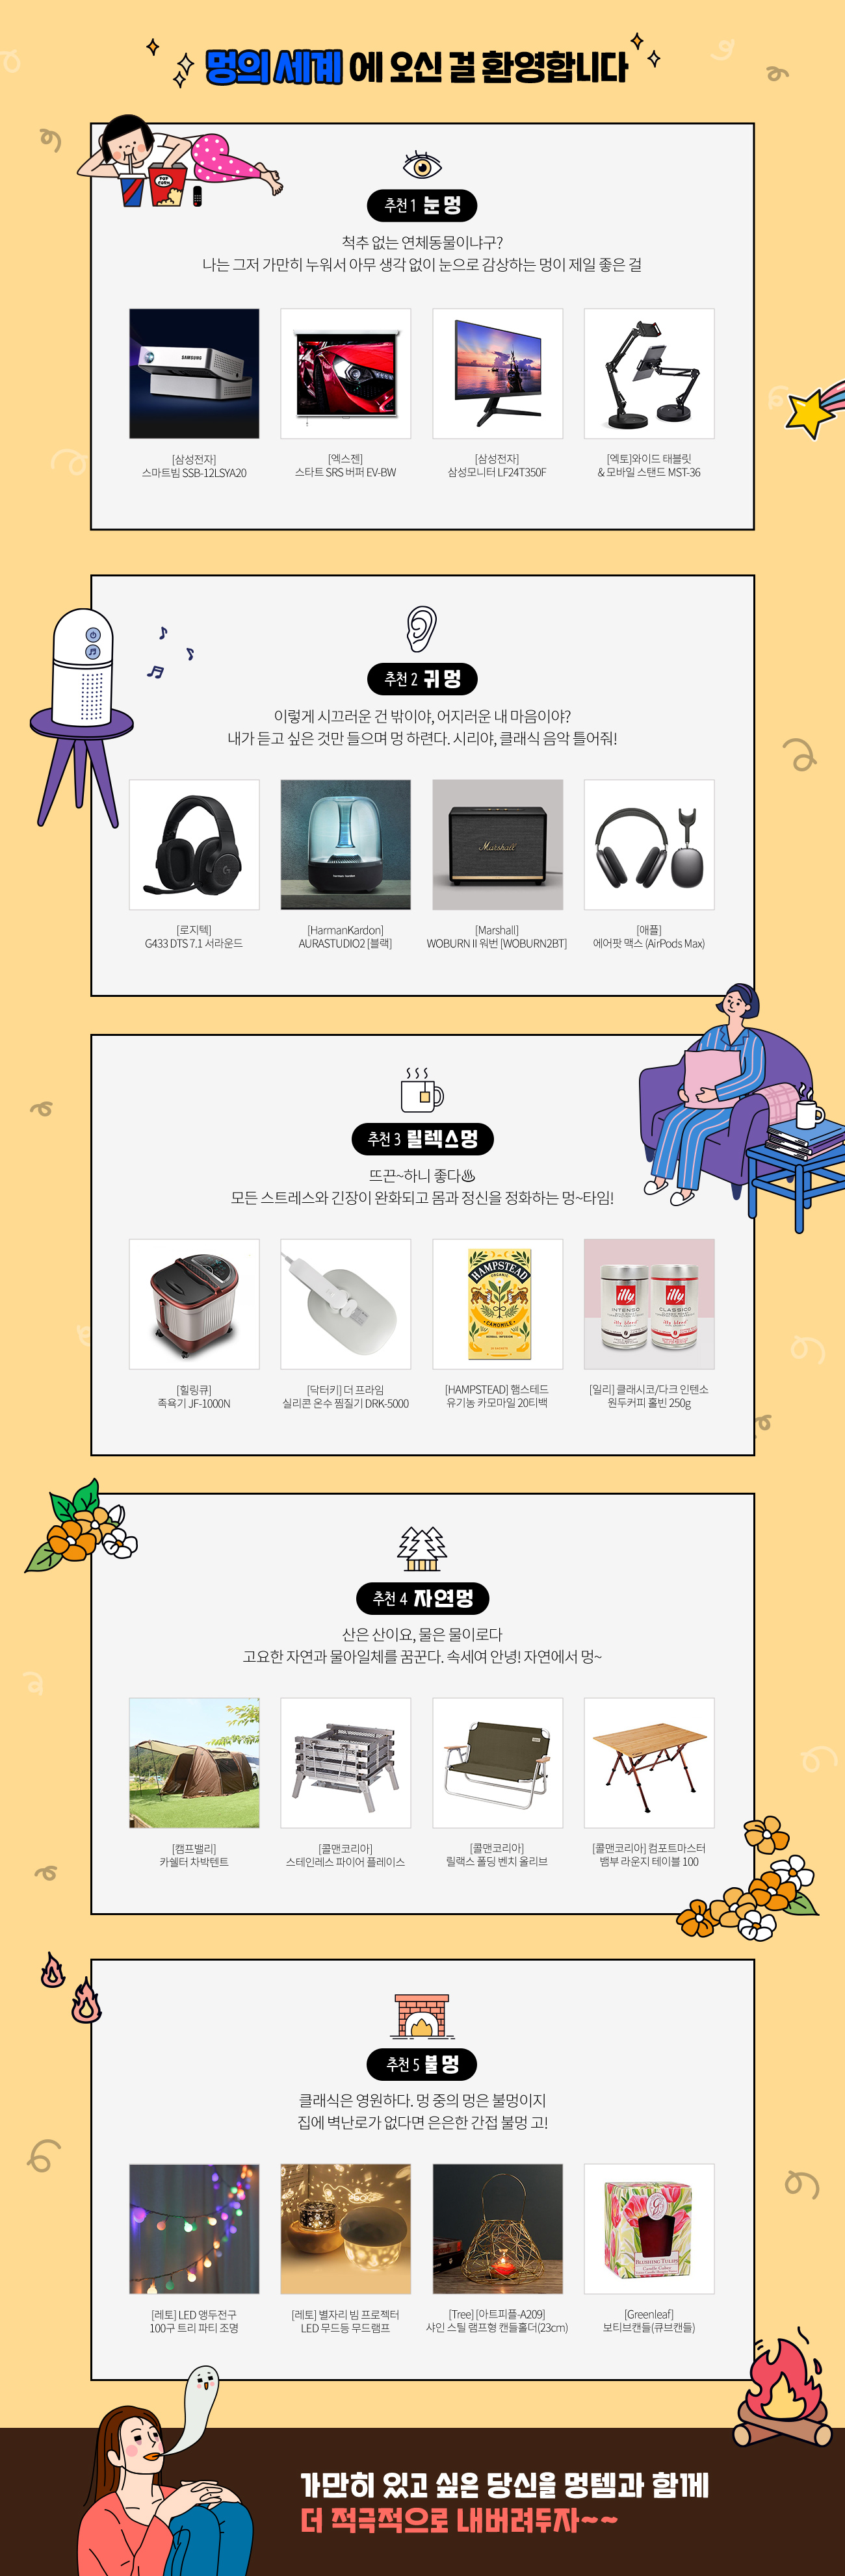 멍의 세계 에 오신 걸 환영합니다
POP CORN
추천 1 눈 멍
척추 없는 연체동물이냐구?
나는 그저 가만히 누워서 아무 생각 없이 눈으로 감상하는 멍이 제일 좋은 걸
SAMSUNG
[삼성전자]
스마트빔 SSB-12LSYA20
[엑스젠]
스타트 SRS 버퍼 EV-BW
[삼성전자]
삼성모니터 LF24T350F
[엑토]와이드 태블릿
& 모바일 스탠드 MST-36
추천 2 귀 멍
이렇게 시끄러운 건 밖이야, 어지러운 내 마음이야?
내가 듣고 싶은 것만 들으며 멍 하련다. 시리야, 클래식 음악 틀어줘!
harman kardon
Marshall
[로지텍]
G433 DTS 7.1 서라운드
[HarmanKardon]
AURASTUDIO2 [블랙]
[Marshall]
WOBURN II 워번 [WOBURN2BT]
[애플]
에어팟 맥스 (AirPods Max)
추천 3 릴렉스멍
뜨끈~하니 좋다♨
모든 스트레스와 긴장이 완화되고 몸과 정신을 정화하는 멍~타임!
HAMPSTEAD
ORGANIC
CAMOMILE
illy
INTENSO
illy
CLASSICO
[힐링큐]
족욕기 JF-1000N
[닥터키] 더 프라임
실리콘 온수 찜질기 DRK-5000
[HAMPSTEAD] 햄스테드
유기농 카모마일 20티백
[일리] 클래시코/다크 인텐소
원두커피 홀빈 250g
추천 4 자연멍
산은 산이요, 물은 물이로다
고요한 자연과 물아일체를 꿈꾼다. 속세여 안녕! 자연에서 멍~
[캠프밸리]
카쉘터 차박텐트
[콜맨코리아]
스테인레스 파이어 플레이스
[콜맨코리아]
릴랙스 폴딩 벤치 올리브
[콜맨코리아] 컴포트마스터
뱀부 라운지 테이블 100
추천 5 불 멍
클래식은 영원하다. 멍 중의 멍은 불멍이지
집에 벽난로가 없다면 은은한 간접 불멍 고!
BLUSHING TULIPS
[레토] LED 앵두전구
100구 트리 파티 조명
[레토] 별자리 빔 프로젝터
LED 무드등 무드램프
[Tree] [아트피플-A209]
샤인 스틸 램프형 캔들홀더(23cm)
[Greenleaf]
보티브캔들(큐브캔들)
가만히 있고 싶은 당신을 멍템과 함께
더 적극적으로 내버려두자~~